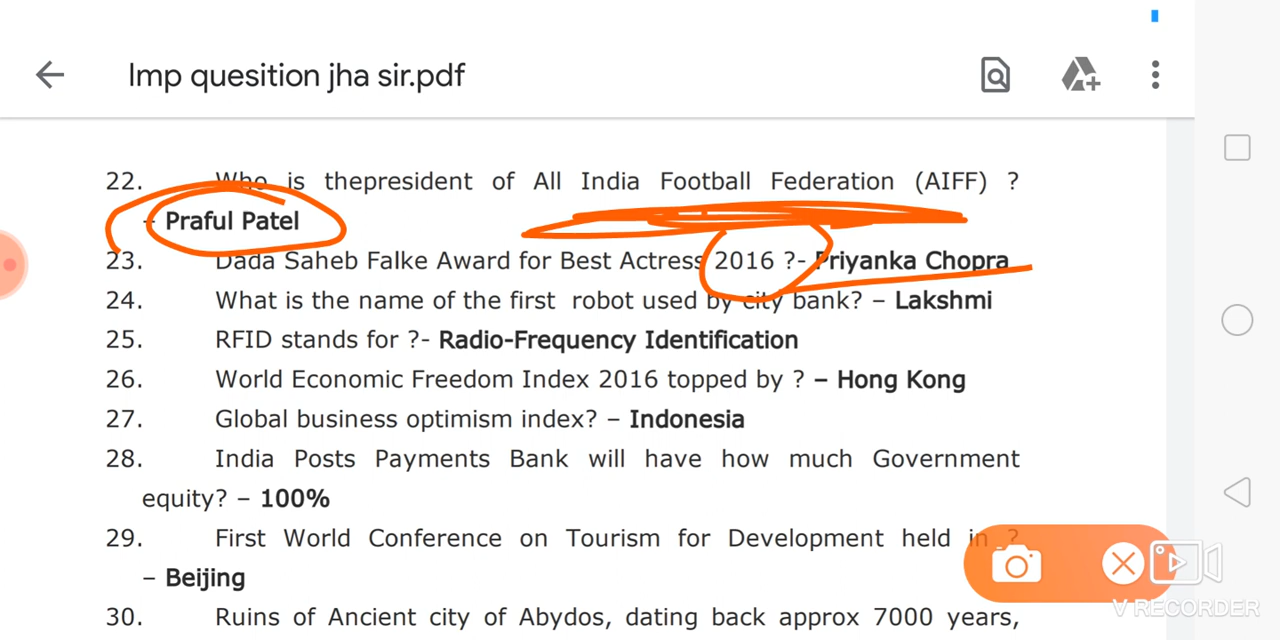 Imp quesition jha sir.pdf
22. Who is thepresident of All India Football Federation (AIFF) ?
– Praful Patel
23. Dada Saheb Falke Award for Best Actress 2016 ?- Priyanka Chopra
24. What is the name of the first robot used by city bank? – Lakshmi
25. RFID stands for ?- Radio-Frequency Identification
26. World Economic Freedom Index 2016 topped by ? – Hong Kong
27. Global business optimism index? – Indonesia
28. India Posts Payments Bank will have how much Government
equity? – 100%
29. First World Conference on Tourism for Development held in ?
– Beijing
30. Ruins of Ancient city of Abydos, dating back approx 7000 years,
V RECORDER